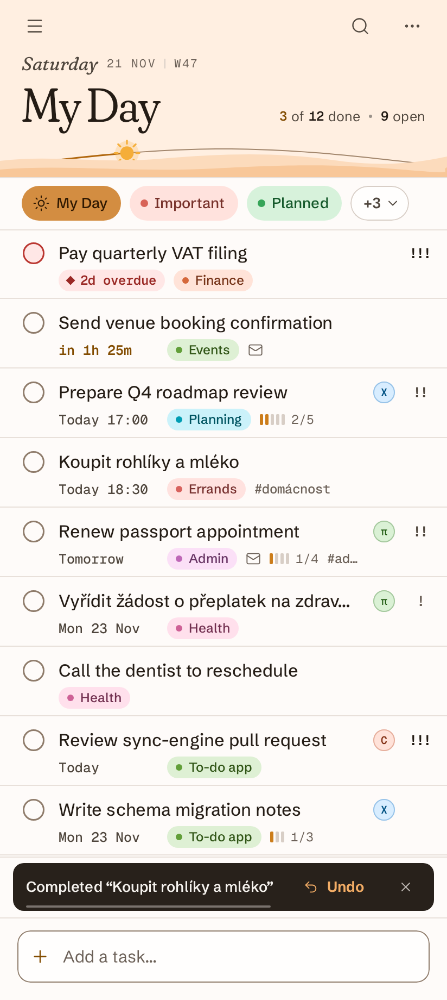 Saturday 21 NOV | W47
My Day
3 of 12 done • 9 open
My Day Important Planned +3
Pay quarterly VAT filing !!!
2d overdue Finance
Send venue booking confirmation
in 1h 25m Events
Prepare Q4 roadmap review X !!
Today 17:00 Planning 2/5
Koupit rohlíky a mléko
Today 18:30 Errands #domácnost
Renew passport appointment π !!
Tomorrow Admin 1/4 #ad…
Vyřídit žádost o přeplatek na zdrav… π !
Mon 23 Nov Health
Call the dentist to reschedule
Health
Review sync-engine pull request C !!!
Today To-do app
Write schema migration notes X
Mon 23 Nov To-do app 1/3
Completed “Koupit rohlíky a mléko” Undo
Add a task…